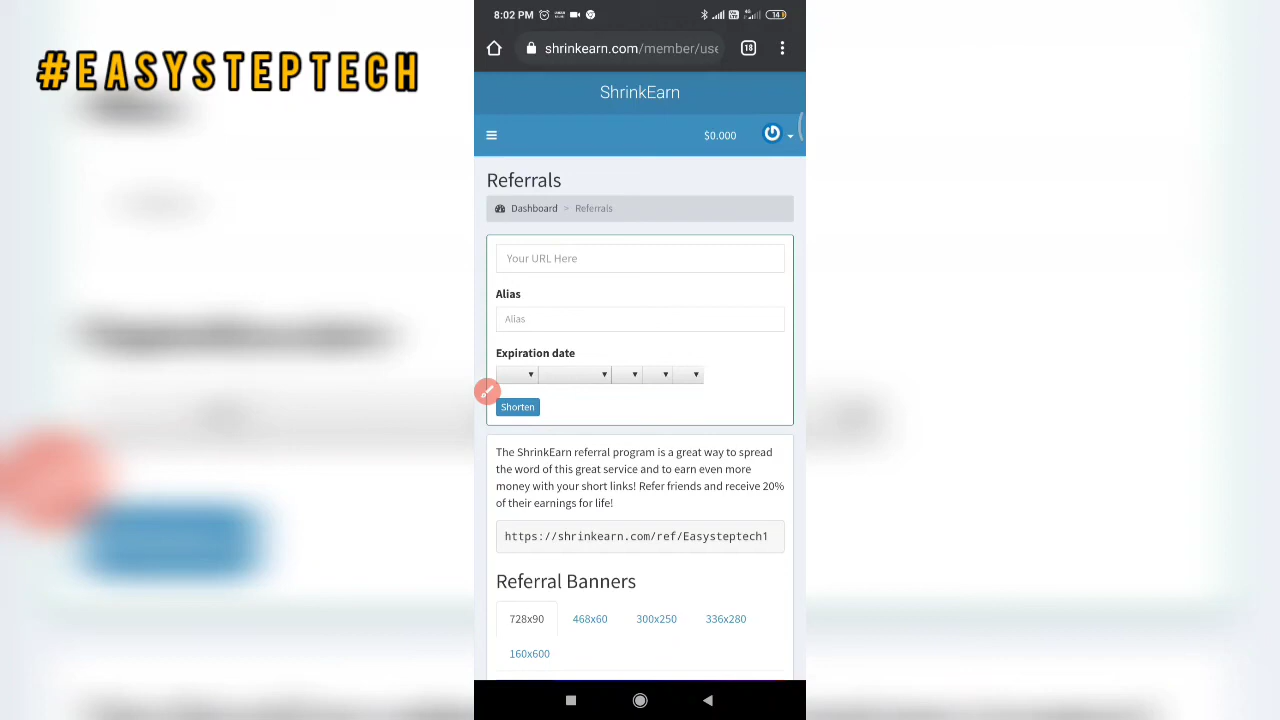 #EASYSTEPTECH
8:02 PM
14
shrinkearn.com/member/use
18
ShrinkEarn
$0.000
Referrals
Dashboard > Referrals
Your URL Here
Alias
Alias
Expiration date
Shorten
The ShrinkEarn referral program is a great way to spread
the word of this great service and to earn even more
money with your short links! Refer friends and receive 20%
of their earnings for life!
https://shrinkearn.com/ref/Easysteptech1
Referral Banners
728x90
468x60
300x250
336x280
160x600